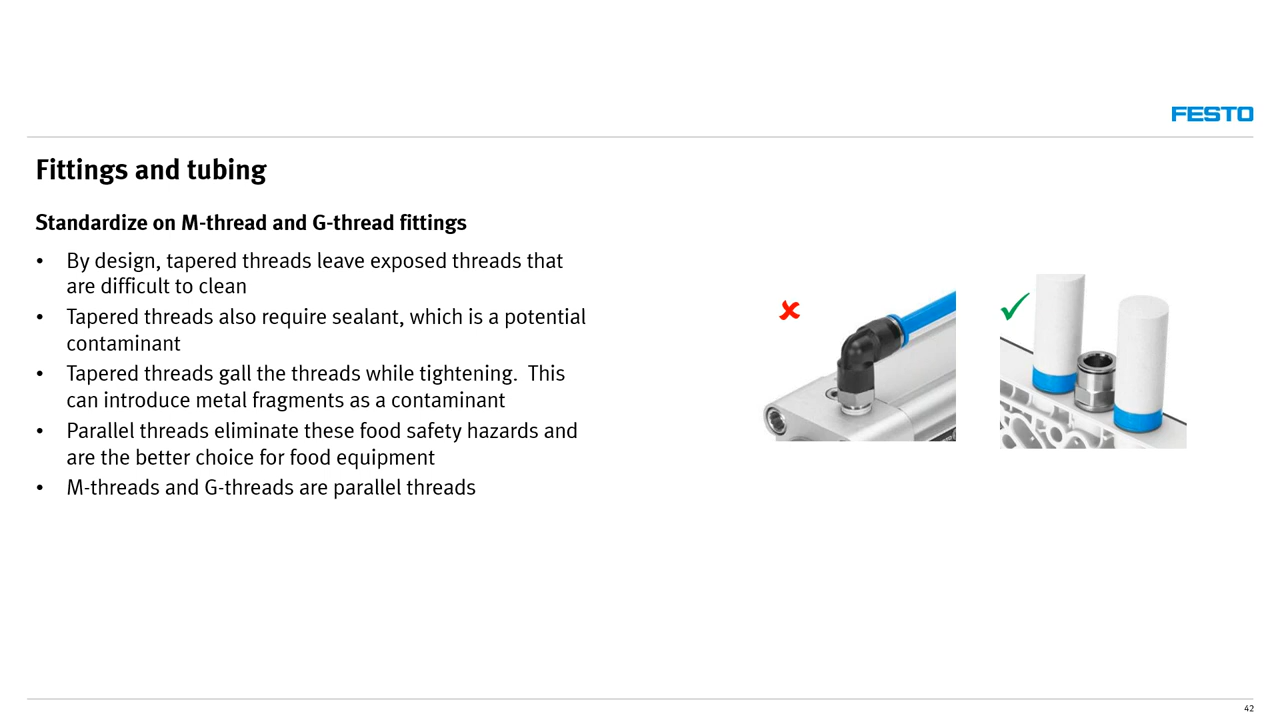 FESTO
Fittings and tubing
Standardize on M-thread and G-thread fittings
• By design, tapered threads leave exposed threads that
are difficult to clean
• Tapered threads also require sealant, which is a potential
contaminant
• Tapered threads gall the threads while tightening.  This
can introduce metal fragments as a contaminant
• Parallel threads eliminate these food safety hazards and
are the better choice for food equipment
• M-threads and G-threads are parallel threads
42